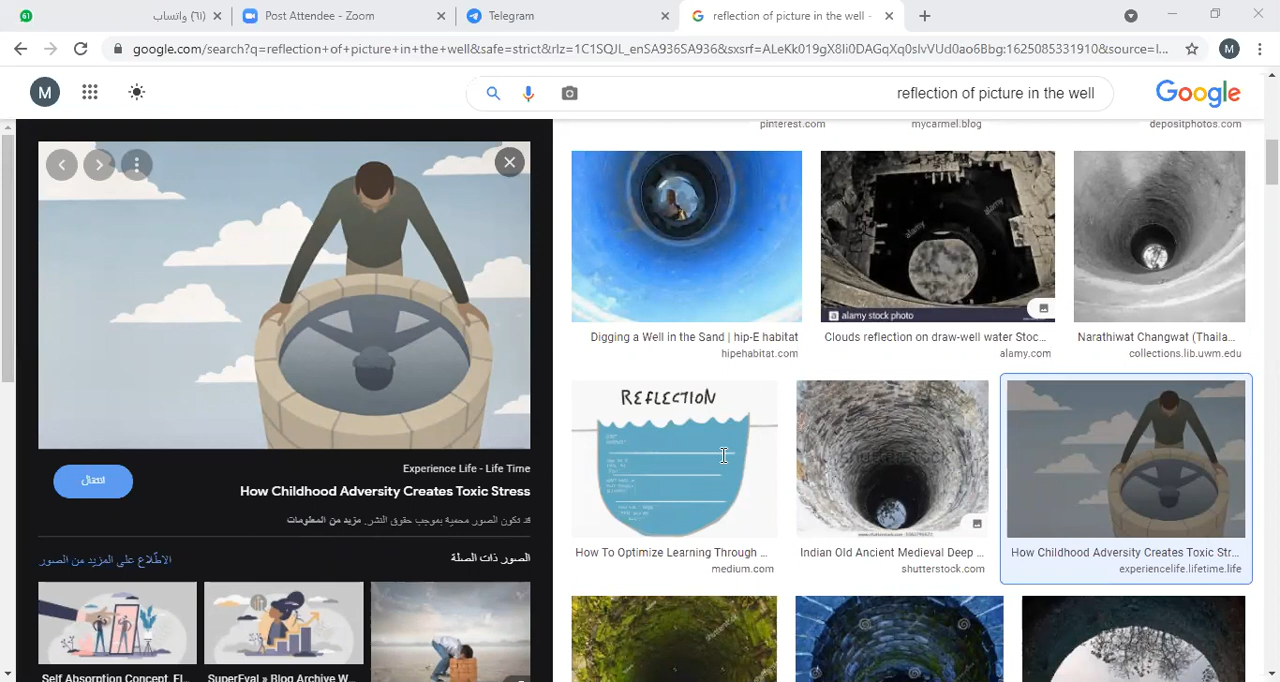 (٦١) واتساب
Post Attendee - Zoom
Telegram
reflection of picture in the well -
google.com/search?q=reflection+of+picture+in+the+well&safe=strict&rlz=1C1SQJL_enSA936SA936&sxsrf=ALeKk019gX8Ii0DAGqXq0slvVUd0ao6Bbg:1625085331910&source=l...
M
M
reflection of picture in the well
Google
pinterest.com
mycarmel.blog
depositphotos.com
alamy
alamy
a alamy stock photo
Digging a Well in the Sand | hip-E habitat
hipehabitat.com
Clouds reflection on draw-well water Stoc...
alamy.com
Narathiwat Changwat (Thaila...
collections.lib.uwm.edu
REFLECTION
How To Optimize Learning Through ...
medium.com
Indian Old Ancient Medieval Deep ...
shutterstock.com
How Childhood Adversity Creates Toxic Str...
experiencelife.lifetime.life
Experience Life - Life Time
How Childhood Adversity Creates Toxic Stress
انتقال
قد تكون الصور محمية بموجب حقوق النشر. مزيد من المعلومات
الصور ذات الصلة
الاطّلاع على المزيد من الصور
Self Absorption Concept. Fl...
SuperEval » Blog Archive W...